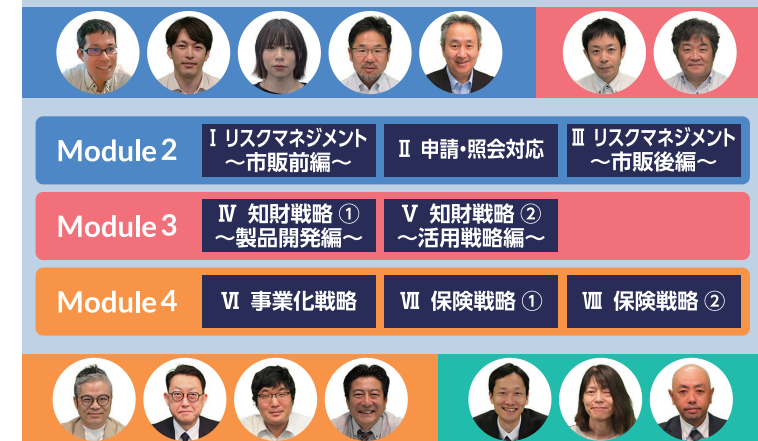 Module 2
Ⅰ リスクマネジメント
～市販前編～
Ⅱ 申請・照会対応
Ⅲ リスクマネジメント
～市販後編～
Module 3
Ⅳ 知財戦略 ①
～製品開発編～
Ⅴ 知財戦略 ②
～活用戦略編～
Module 4
Ⅵ 事業化戦略
Ⅶ 保険戦略 ①
Ⅷ 保険戦略 ②